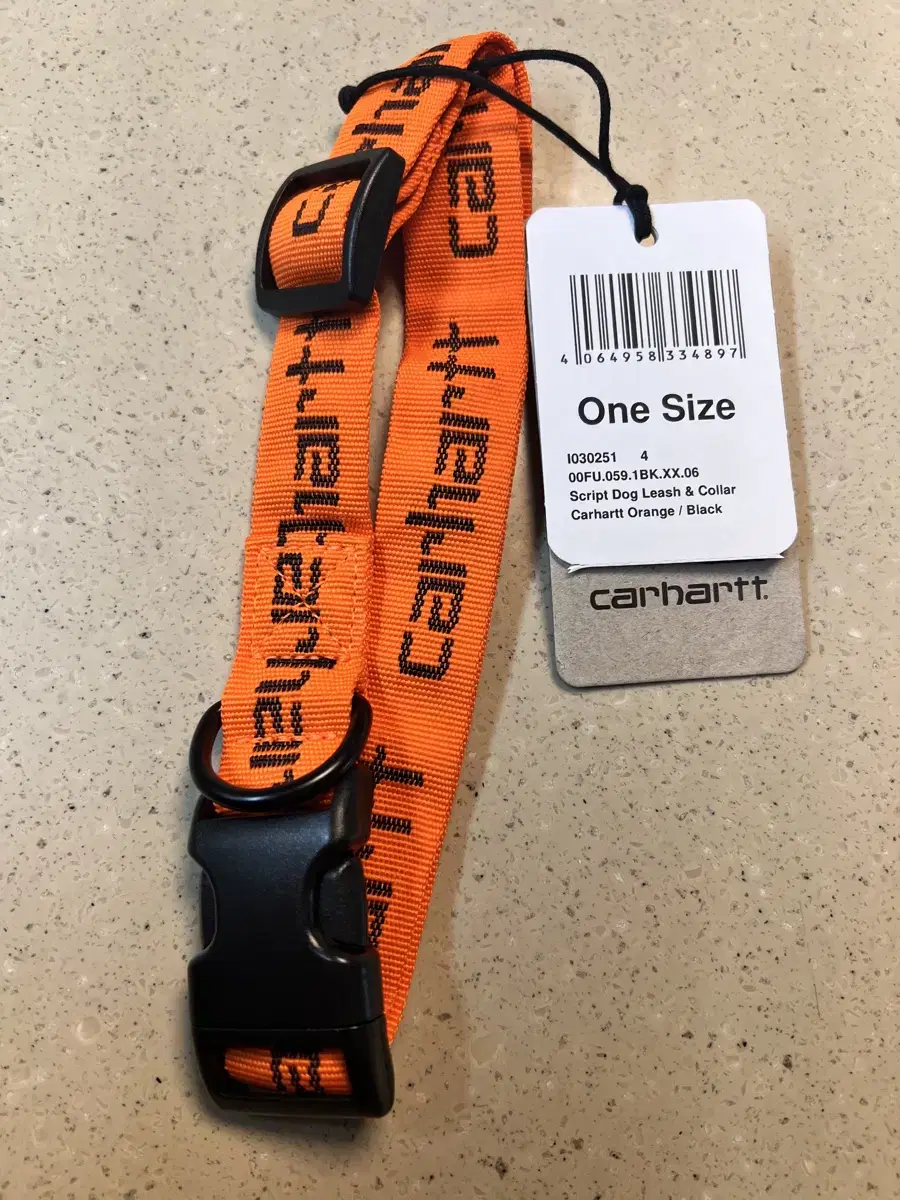 carhartt
carhartt
carhartt
carhartt
car
4 064958 334897
One Size
I030251 4
00FU.059.1BK.XX.06
Script Dog Leash & Collar
Carhartt Orange / Black
carhartt.